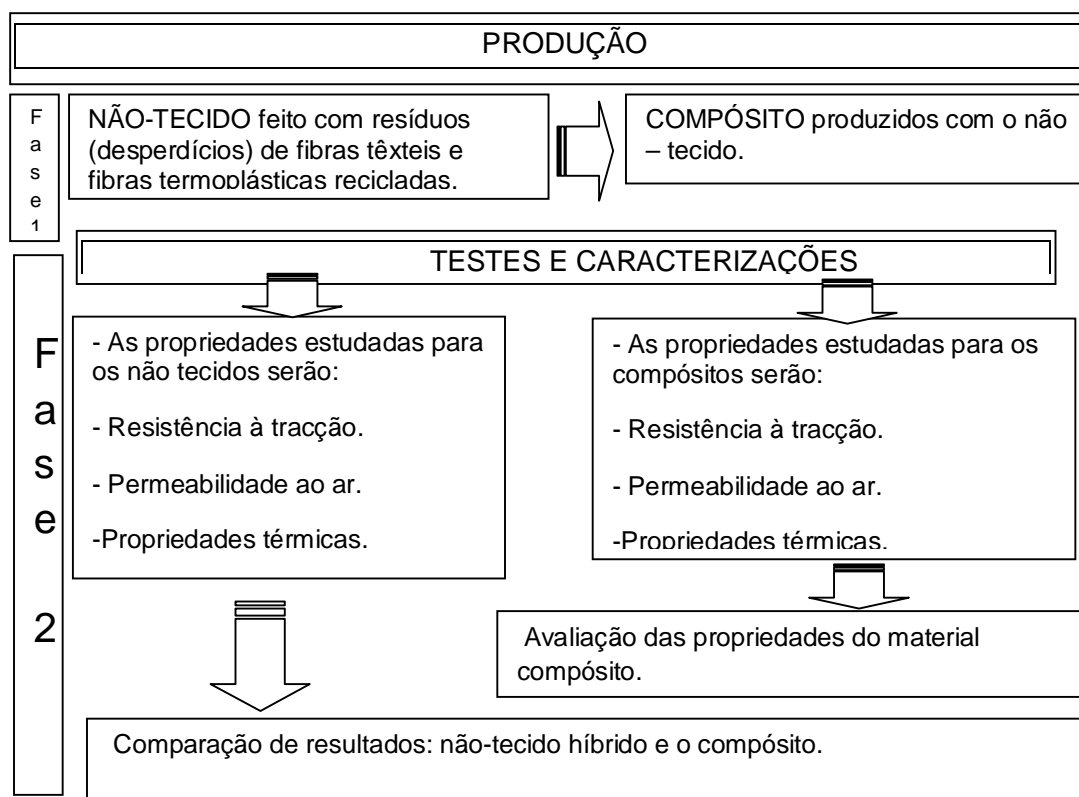 PRODUÇÃO
Fase1
NÃO-TECIDO feito com resíduos
(desperdícios) de fibras têxteis e
fibras termoplásticas recicladas.
COMPÓSITO produzidos com o não
– tecido.
TESTES E CARACTERIZAÇÕES
Fase 2
- As propriedades estudadas para
os não tecidos serão:
- Resistência à tracção.
- Permeabilidade ao ar.
-Propriedades térmicas.
- As propriedades estudadas para os
compósitos serão:
- Resistência à tracção.
- Permeabilidade ao ar.
-Propriedades térmicas.
Avaliação das propriedades do material
compósito.
Comparação de resultados: não-tecido híbrido e o compósito.